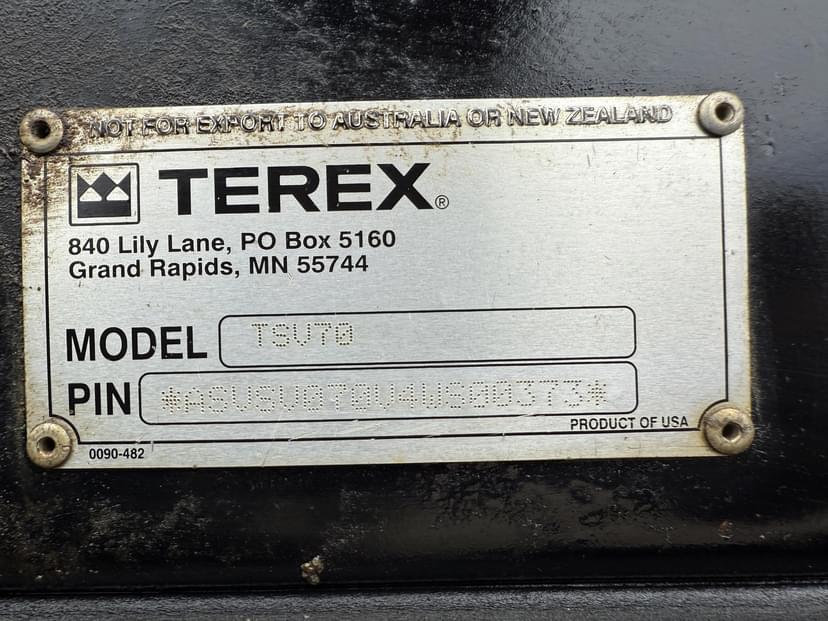 NOT FOR EXPORT TO AUSTRALIA OR NEW ZEALAND
TEREX®
840 Lily Lane, PO Box 5160
Grand Rapids, MN 55744
MODEL TSV70
PIN *ASVSV070V4WS00373*
PRODUCT OF USA
0090-482